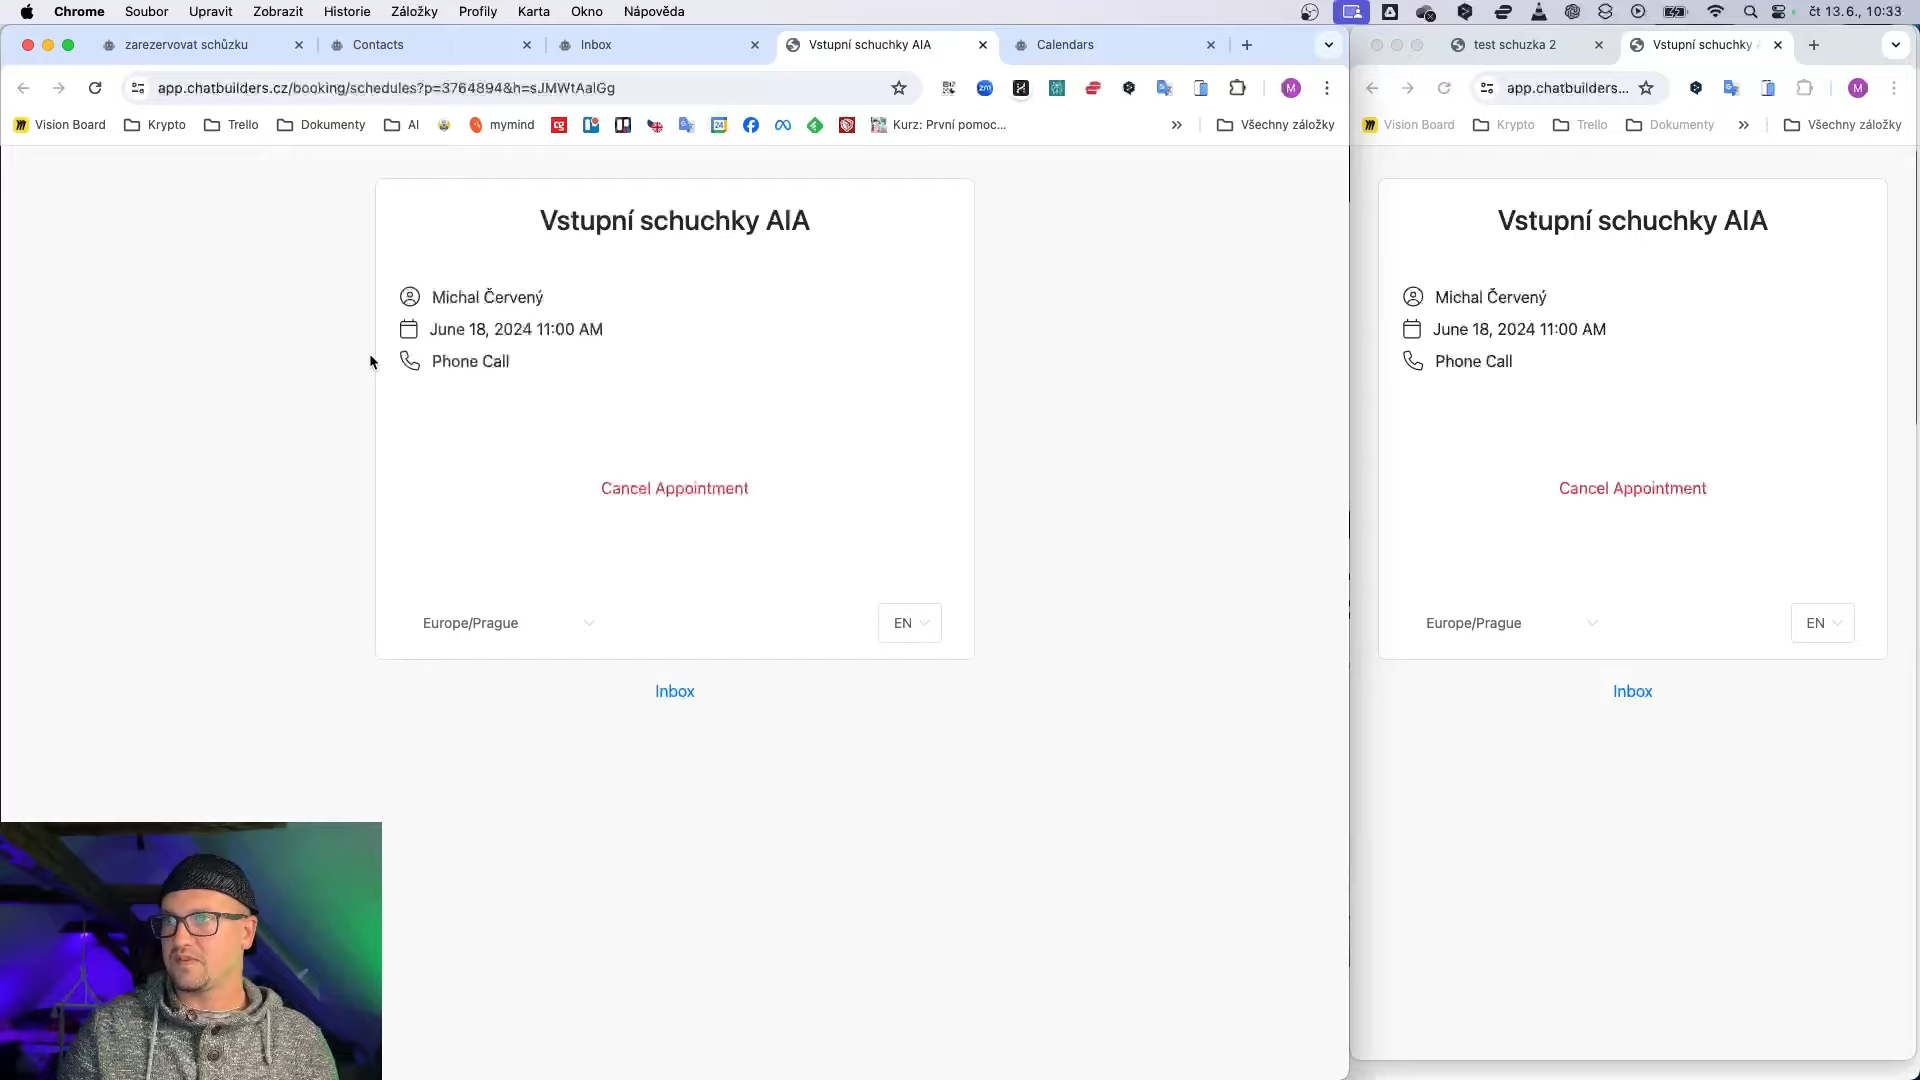 Chrome Soubor Upravit Zobrazit Historie Záložky Profily Karta Okno Nápověda čt 13.6., 10:33
zarezervovat schůzku Contacts Inbox Vstupní schuchky AIA Calendars
app.chatbuilders.cz/booking/schedules?p=3764894&h=sJMWtAalGg
Vision Board Krypto Trello Dokumenty AI mymind Kurz: První pomoc... Všechny záložky
Vstupní schuchky AIA
Michal Červený
June 18, 2024 11:00 AM
Phone Call
Cancel Appointment
Europe/Prague EN
Inbox
test schuzka 2 Vstupní schuchky
app.chatbuilders...
Vision Board Krypto Trello Dokumenty Všechny záložky
Vstupní schuchky AIA
Michal Červený
June 18, 2024 11:00 AM
Phone Call
Cancel Appointment
Europe/Prague EN
Inbox